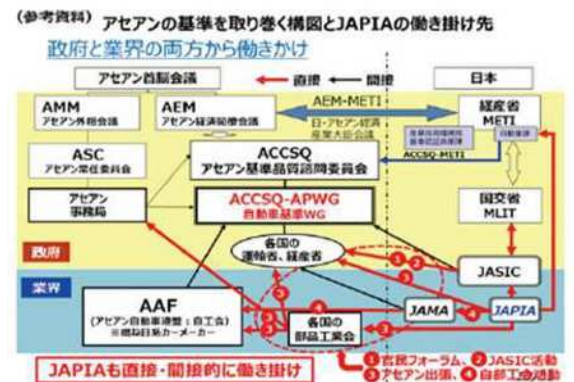 (参考資料) アセアンの基準を取り巻く構図とJAPIAの働き掛け先
政府と業界の両方から働きかけ
アセアン首脳会議
直接
間接
日本
AMM
アセアン外相会議
AEM
アセアン経済閣僚会議
AEM-METI
日・アセアン経済
産業大臣会議
経産省
METI
自動車課
ASC
アセアン常任委員会
ACCSQ
アセアン基準品質諮問委員会
ACCSQ-METI
アセアン
事務局
ACCSQ-APWG
自動車基準WG
国交省
MLIT
政府
各国の
運輸省、経産省
① ②
JASIC
業界
AAF
(アセアン自動車連盟:自工会)
※概ね日系カーメーカー
各国の
部品工業会
JAMA
JAPIA
④
③
JAPIAも直接・間接的に働き掛け
①官民フォーラム、②JASIC活動
③アセアン出張、④自部工会活動